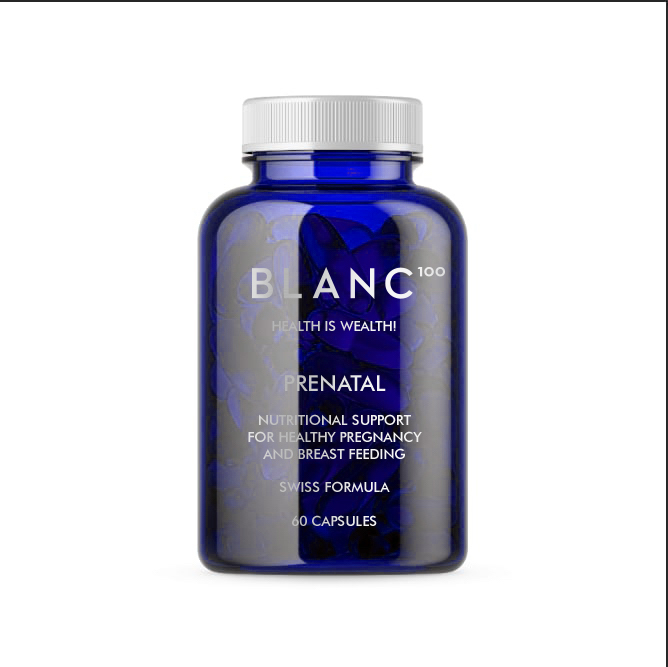 BLANC¹⁰⁰
HEALTH IS WEALTH!
PRENATAL
NUTRITIONAL SUPPORT
FOR HEALTHY PREGNANCY
AND BREAST FEEDING
SWISS FORMULA
60 CAPSULES